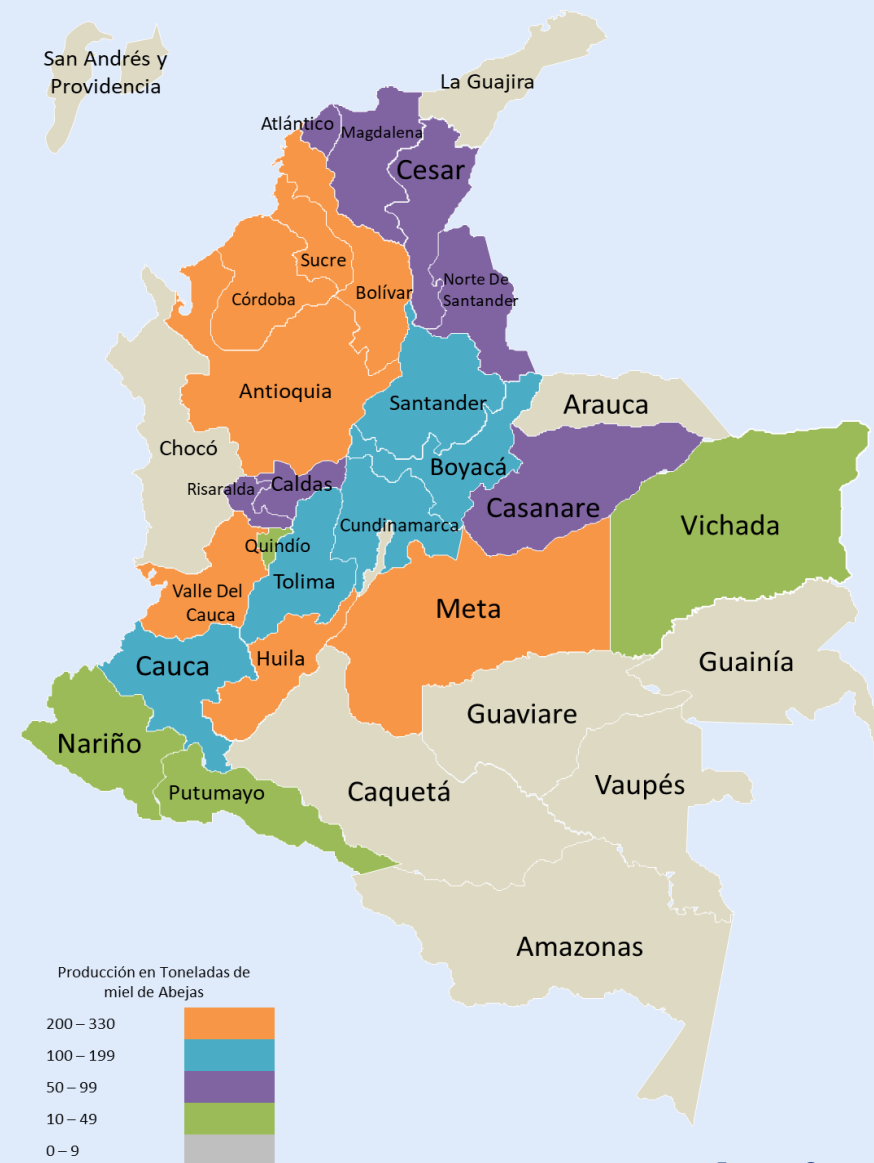 San Andrés y
Providencia
La Guajira
Atlántico
Magdalena
Cesar
Sucre
Norte De
Santander
Córdoba
Bolívar
Antioquia
Santander
Arauca
Chocó
Boyacá
Risaralda
Caldas
Casanare
Cundinamarca
Vichada
Quindío
Tolima
Valle Del
Cauca
Meta
Huila
Guainía
Cauca
Guaviare
Nariño
Putumayo
Caquetá
Vaupés
Amazonas
Producción en Toneladas de
miel de Abejas
200 – 330
100 – 199
50 – 99
10 – 49
0 – 9